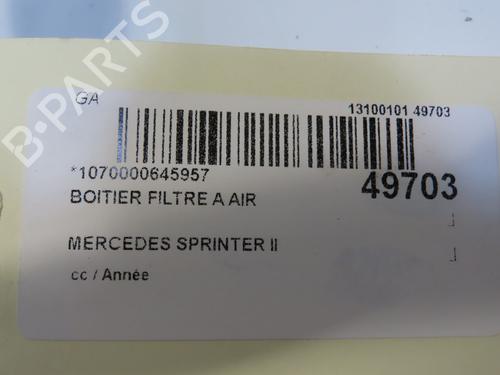 GA
13100101 49703
*1070000645957
49703
BOITIER FILTRE A AIR
MERCEDES SPRINTER II
cc / Année
B-PARTS